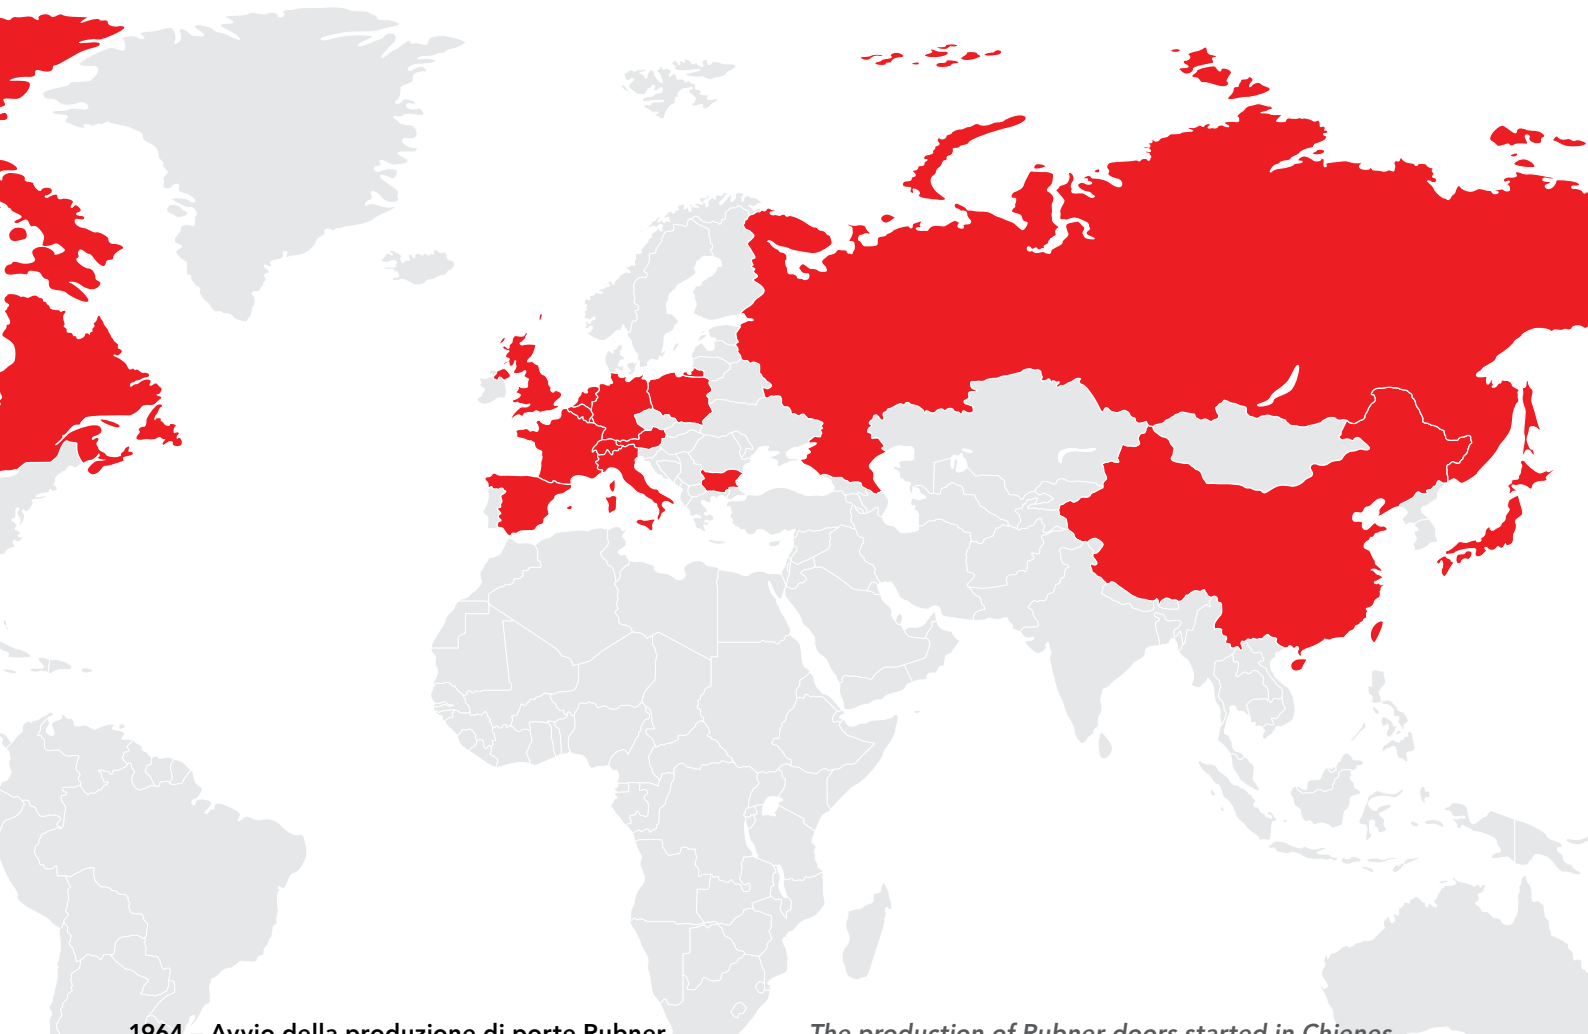 1964 – Avvio della produzione di porte Rubner
The production of Rubner doors started in Chienes